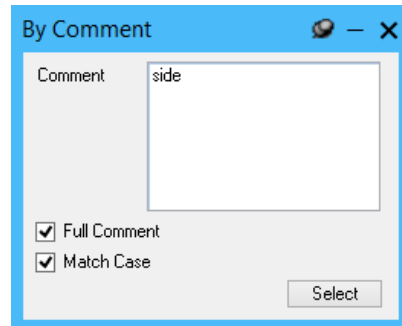 By Comment
Comment
side
Full Comment
Match Case
Select